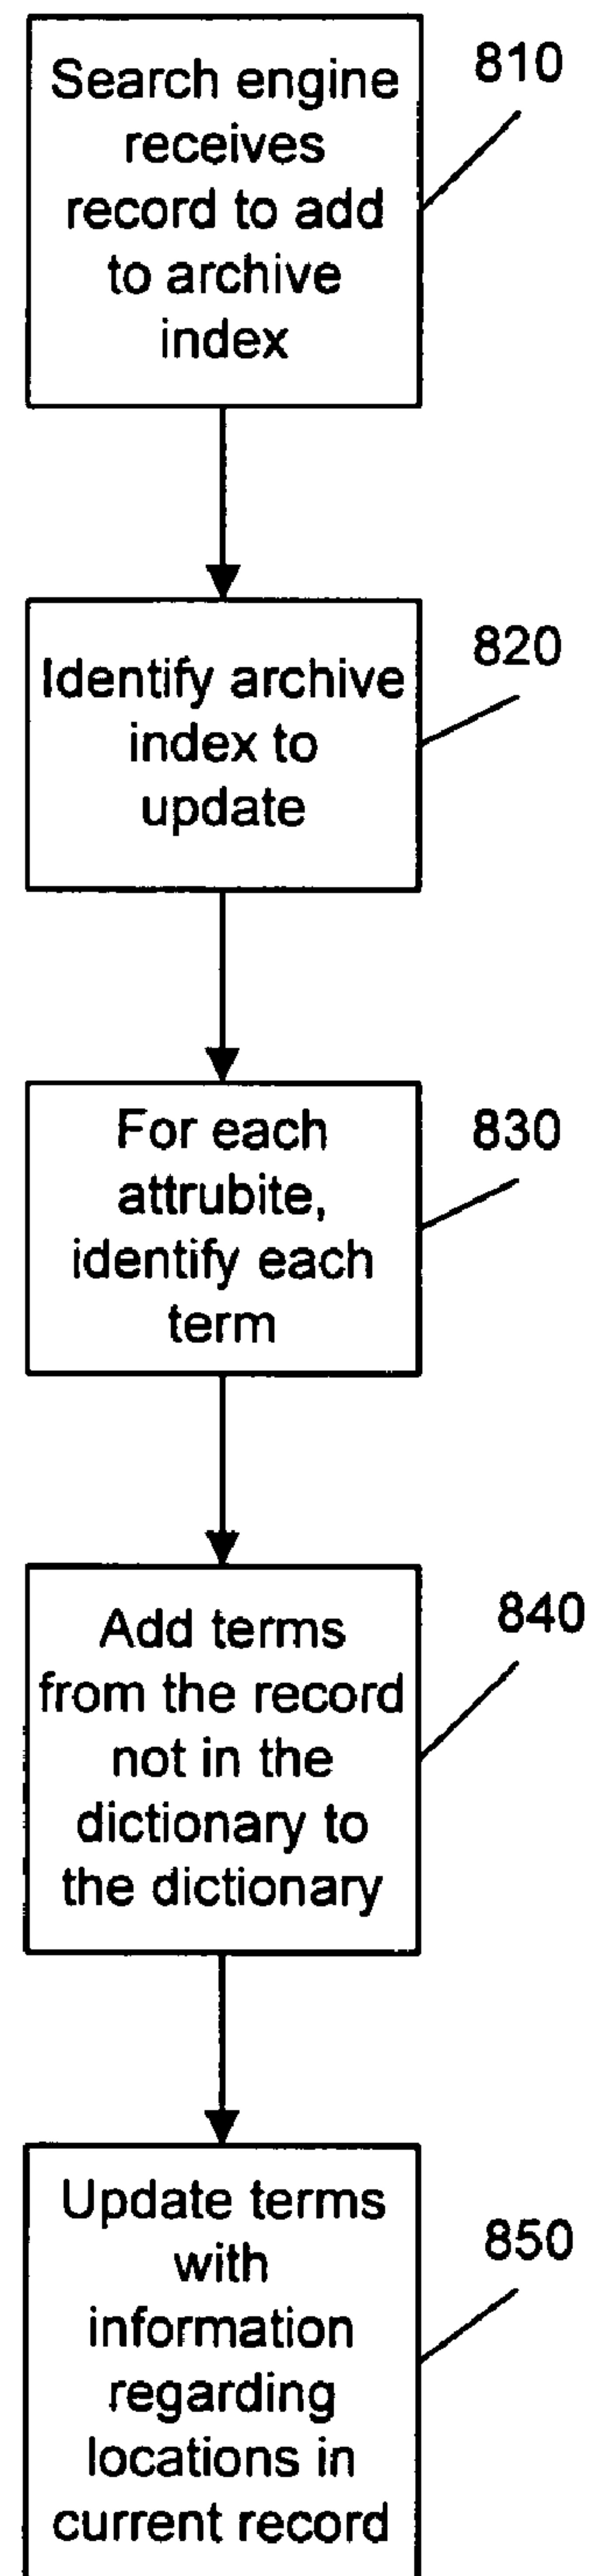 Search engine
receives
record to add
to archive
index
810
Identify archive
index to
update
820
For each
attrubite,
identify each
term
830
Add terms
from the record
not in the
dictionary to
the dictionary
840
Update terms
with
information
regarding
locations in
current record
850